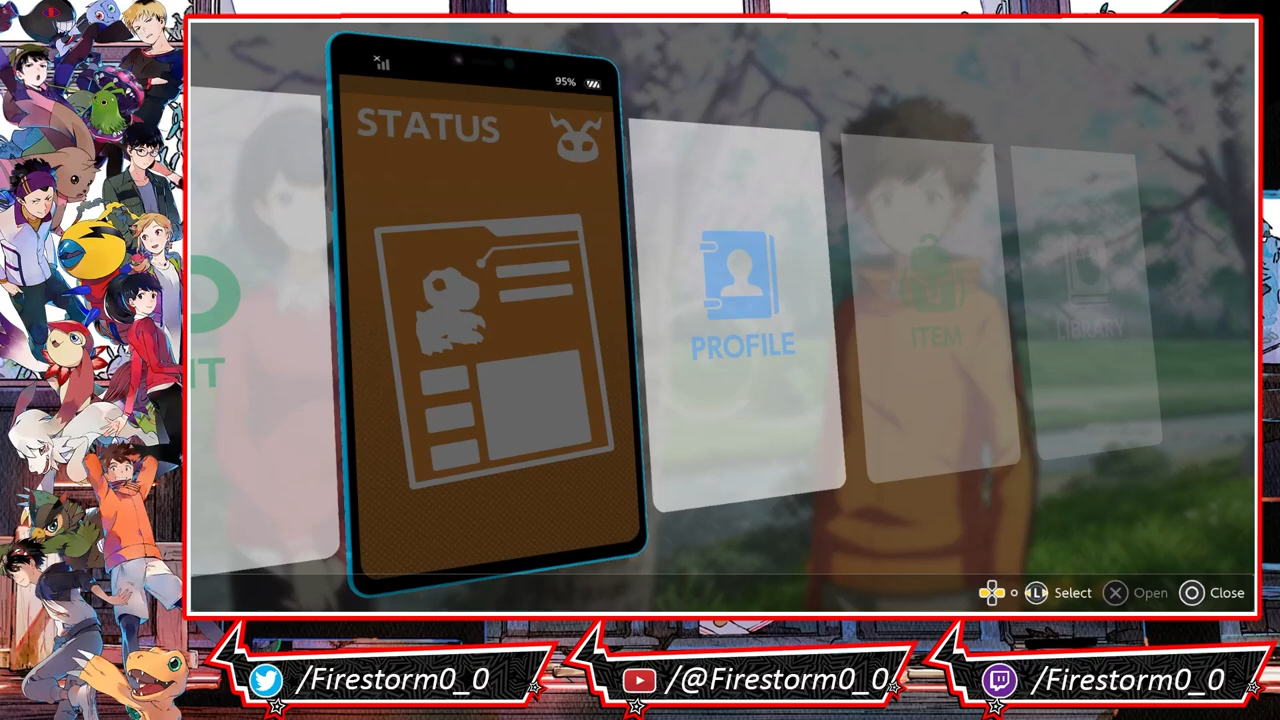 95%
STATUS
PROFILE
ITEM
LIBRARY
IT
Select
Open
Close
/Firestorm0_0
/@Firestorm0_0
/Firestorm0_0